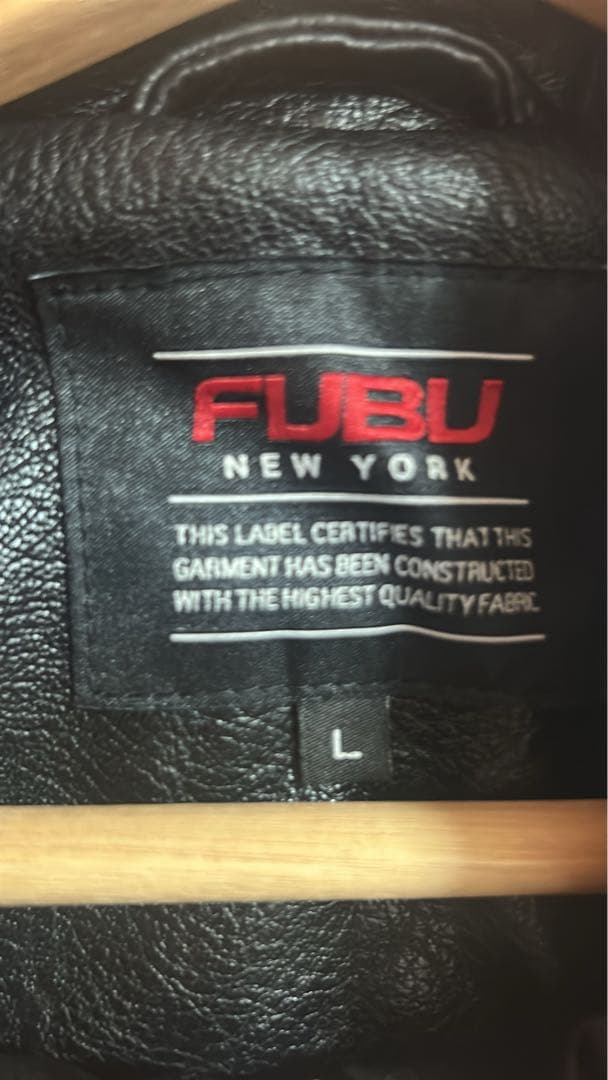 FUBU
NEW YORK
THIS LABEL CERTIFIES THAT THIS
GARMENT HAS BEEN CONSTRUCTED
WITH THE HIGHEST QUALITY FABRIC
L